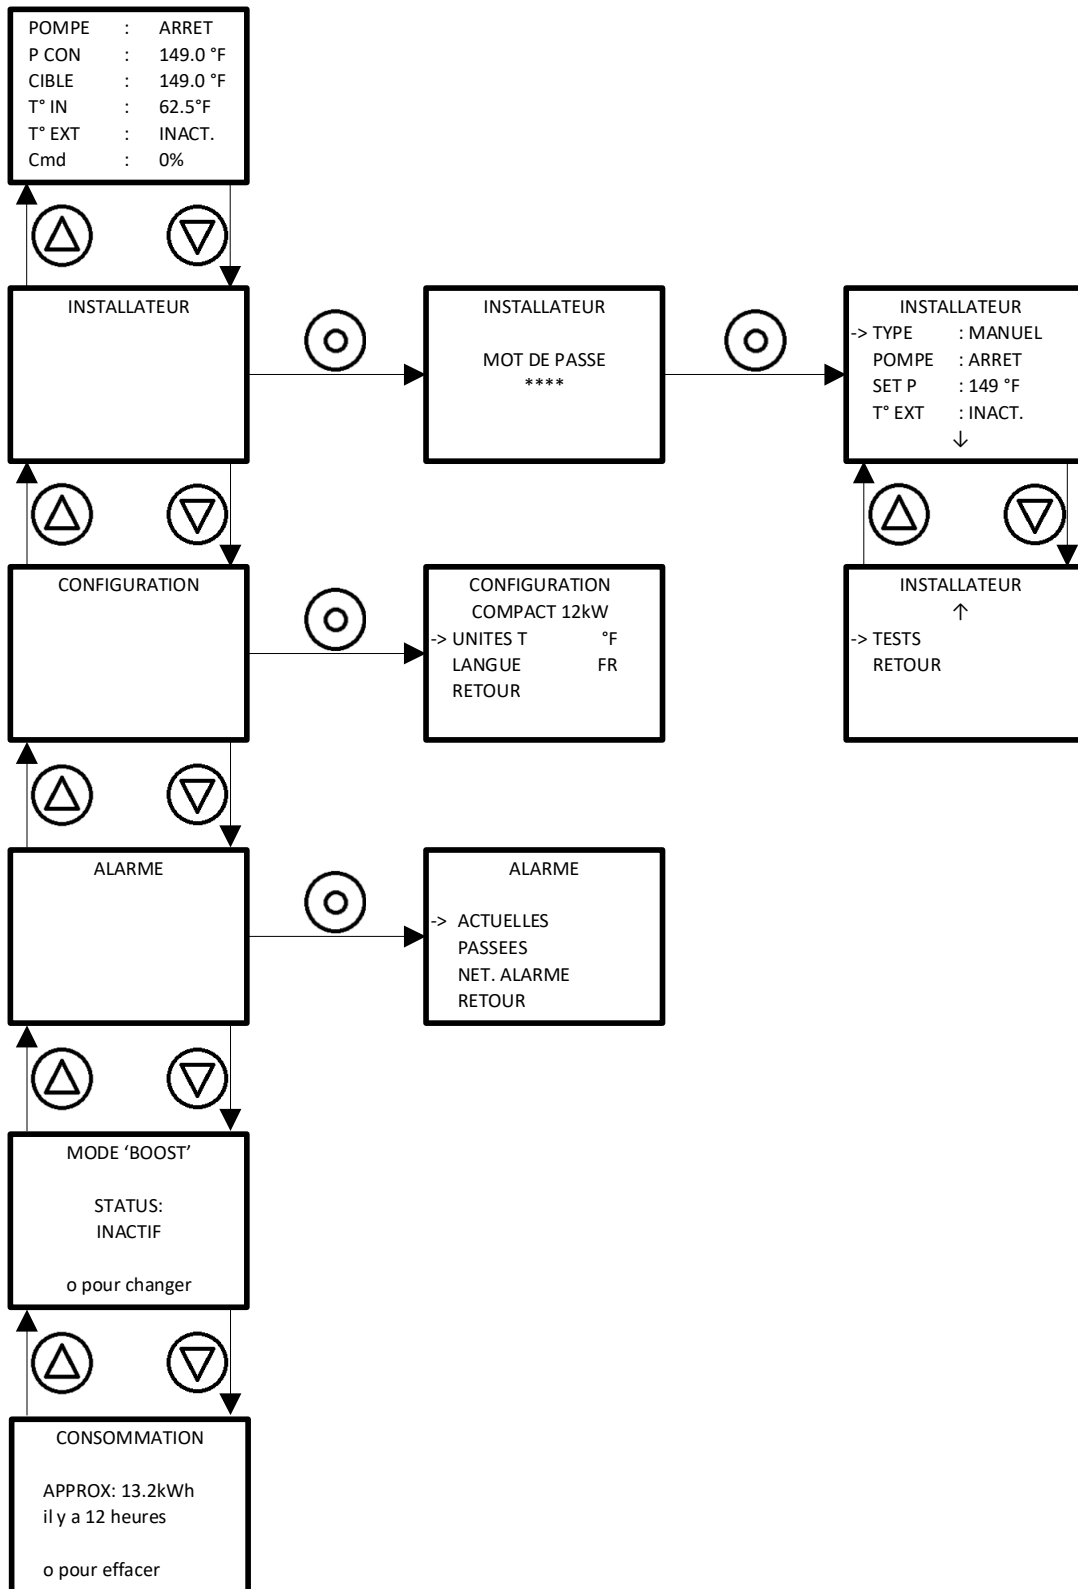 POMPE : ARRET
P CON : 149.0 °F
CIBLE : 149.0 °F
T° IN : 62.5°F
T° EXT : INACT.
Cmd : 0%
INSTALLATEUR
INSTALLATEUR
MOT DE PASSE
****
INSTALLATEUR
-> TYPE : MANUEL
POMPE : ARRET
SET P : 149 °F
T° EXT : INACT.
↓
CONFIGURATION
CONFIGURATION
COMPACT 12kW
-> UNITES T °F
LANGUE FR
RETOUR
INSTALLATEUR
↑
-> TESTS
RETOUR
ALARME
ALARME
-> ACTUELLES
PASSEES
NET. ALARME
RETOUR
MODE ‘BOOST’
STATUS:
INACTIF
o pour changer
CONSOMMATION
APPROX: 13.2kWh
il y a 12 heures
o pour effacer